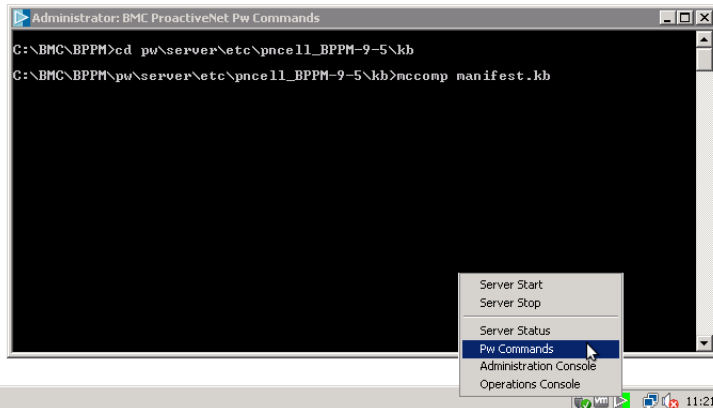 Administrator: BMC ProactiveNet Pw Commands
C:\BMC\BPPM>cd pw\server\etc\pncell_BPPM-9-5\kb
C:\BMC\BPPM\pw\server\etc\pncell_BPPM-9-5\kb>mccomp manifest.kb
Server Start
Server Stop
Server Status
Pw Commands
Administration Console
Operations Console
vm
11:21